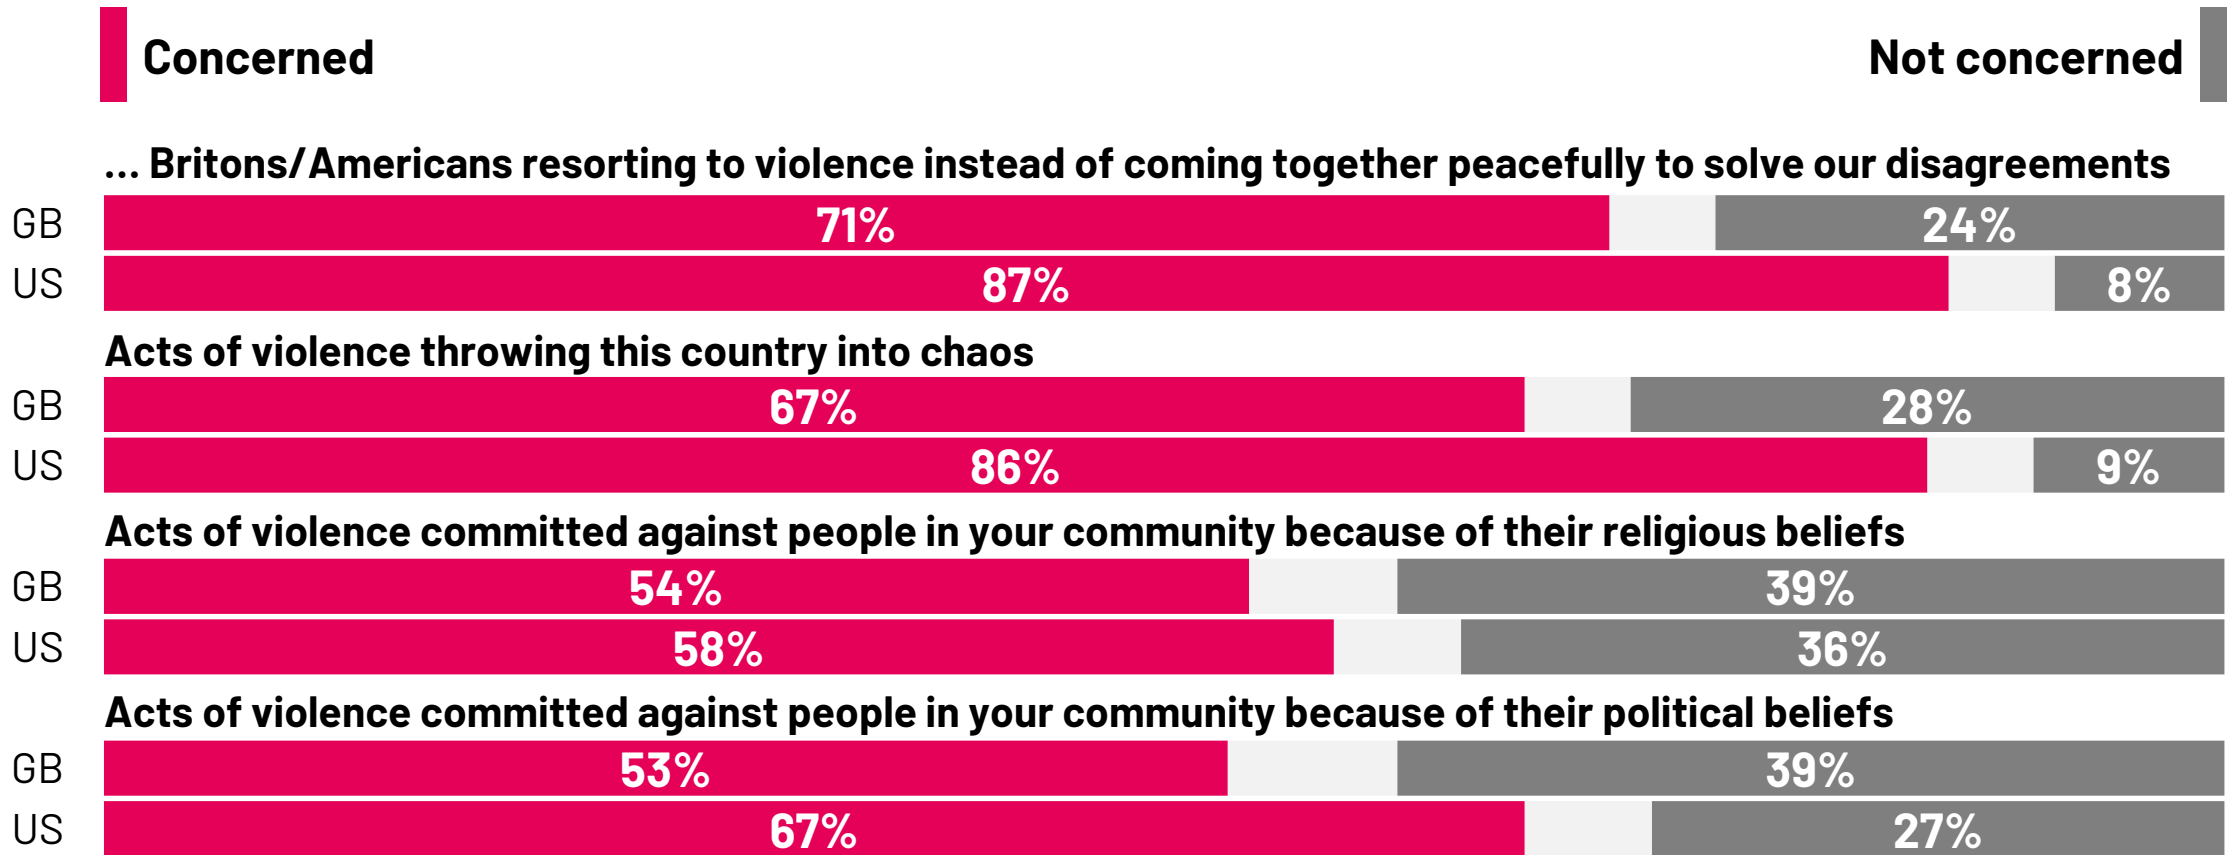 Concerned Not concerned
... Britons/Americans resorting to violence instead of coming together peacefully to solve our disagreements
GB 71% 24%
US 87% 8%
Acts of violence throwing this country into chaos
GB 67% 28%
US 86% 9%
Acts of violence committed against people in your community because of their religious beliefs
GB 54% 39%
US 58% 36%
Acts of violence committed against people in your community because of their political beliefs
GB 53% 39%
US 67% 27%